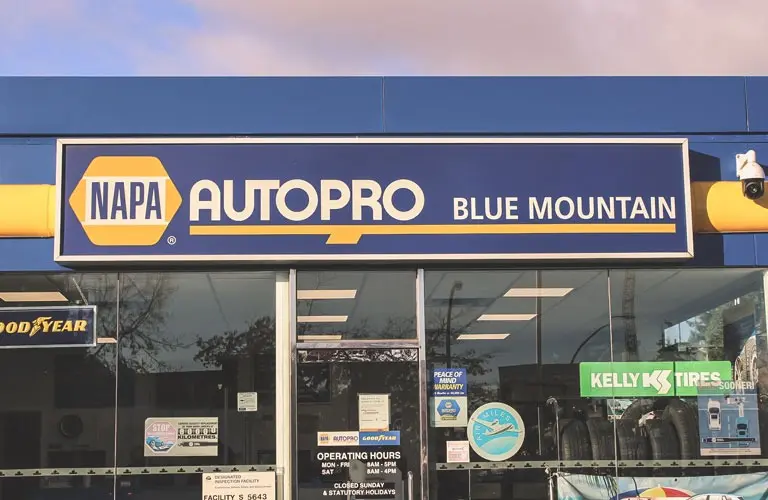 NAPA
®
AUTOPRO
BLUE MOUNTAIN
GOODYEAR
KELLY TIRES
PEACE OF
MIND
WARRANTY
AIR MILES
STOP
KILOMETRES.
AUTOPRO
GOODYEAR
OPERATING HOURS
MON - FRI 8AM - 5PM
SAT 8AM - 4PM
CLOSED SUNDAY
& STATUTORY HOLIDAYS
DESIGNATED
INSPECTION FACILITY
FACILITY S 5643
SOONER!